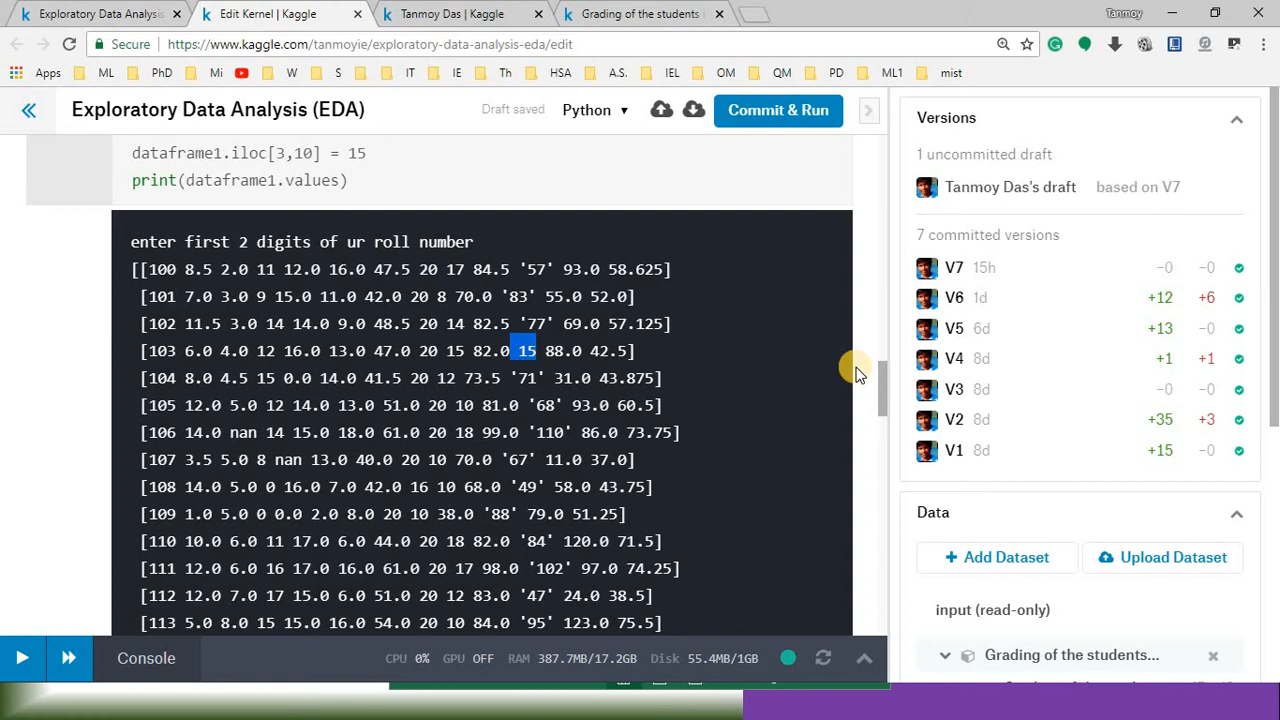 Exploratory Data Analysis
Edit Kernel | Kaggle
Tanmoy Das | Kaggle
Grading of the students i
Tanmoy
Secure
https://www.kaggle.com/tanmoyie/exploratory-data-analysis-eda/edit
Apps ML PhD Mi W S IT IE Th HSA A.S. IEL OM QM PD ML1 mist
Exploratory Data Analysis (EDA)
Draft saved
Python
Commit & Run
dataframe1.iloc[3,10] = 15
print(dataframe1.values)
enter first 2 digits of ur roll number
[[100 8.5 2.0 11 12.0 16.0 47.5 20 17 84.5 '57' 93.0 58.625]
[101 7.0 3.0 9 15.0 11.0 42.0 20 8 70.0 '83' 55.0 52.0]
[102 11.5 3.0 14 14.0 9.0 48.5 20 14 82.5 '77' 69.0 57.125]
[103 6.0 4.0 12 16.0 13.0 47.0 20 15 82.0 15 88.0 42.5]
[104 8.0 4.5 15 0.0 14.0 41.5 20 12 73.5 '71' 31.0 43.875]
[105 12.0 5.0 12 14.0 13.0 51.0 20 10 81.0 '68' 93.0 60.5]
[106 14.0 nan 14 15.0 18.0 61.0 20 18 99.0 '110' 86.0 73.75]
[107 3.5 5.0 8 nan 13.0 40.0 20 10 70.0 '67' 11.0 37.0]
[108 14.0 5.0 0 16.0 7.0 42.0 16 10 68.0 '49' 58.0 43.75]
[109 1.0 5.0 0 0.0 2.0 8.0 20 10 38.0 '88' 79.0 51.25]
[110 10.0 6.0 11 17.0 6.0 44.0 20 18 82.0 '84' 120.0 71.5]
[111 12.0 6.0 16 17.0 16.0 61.0 20 17 98.0 '102' 97.0 74.25]
[112 12.0 7.0 17 15.0 6.0 51.0 20 12 83.0 '47' 24.0 38.5]
[113 5.0 8.0 15 15.0 16.0 54.0 20 10 84.0 '95' 123.0 75.5]
Console
CPU 0% GPU OFF RAM 387.7MB/17.2GB Disk 55.4MB/1GB
Versions
1 uncommitted draft
Tanmoy Das's draft based on V7
7 committed versions
V7 15h −0 −0
V6 1d +12 +6
V5 6d +13 −0
V4 8d +1 +1
V3 8d −0 −0
V2 8d +35 +3
V1 8d +15 −0
Data
+ Add Dataset
Upload Dataset
input (read-only)
Grading of the students...